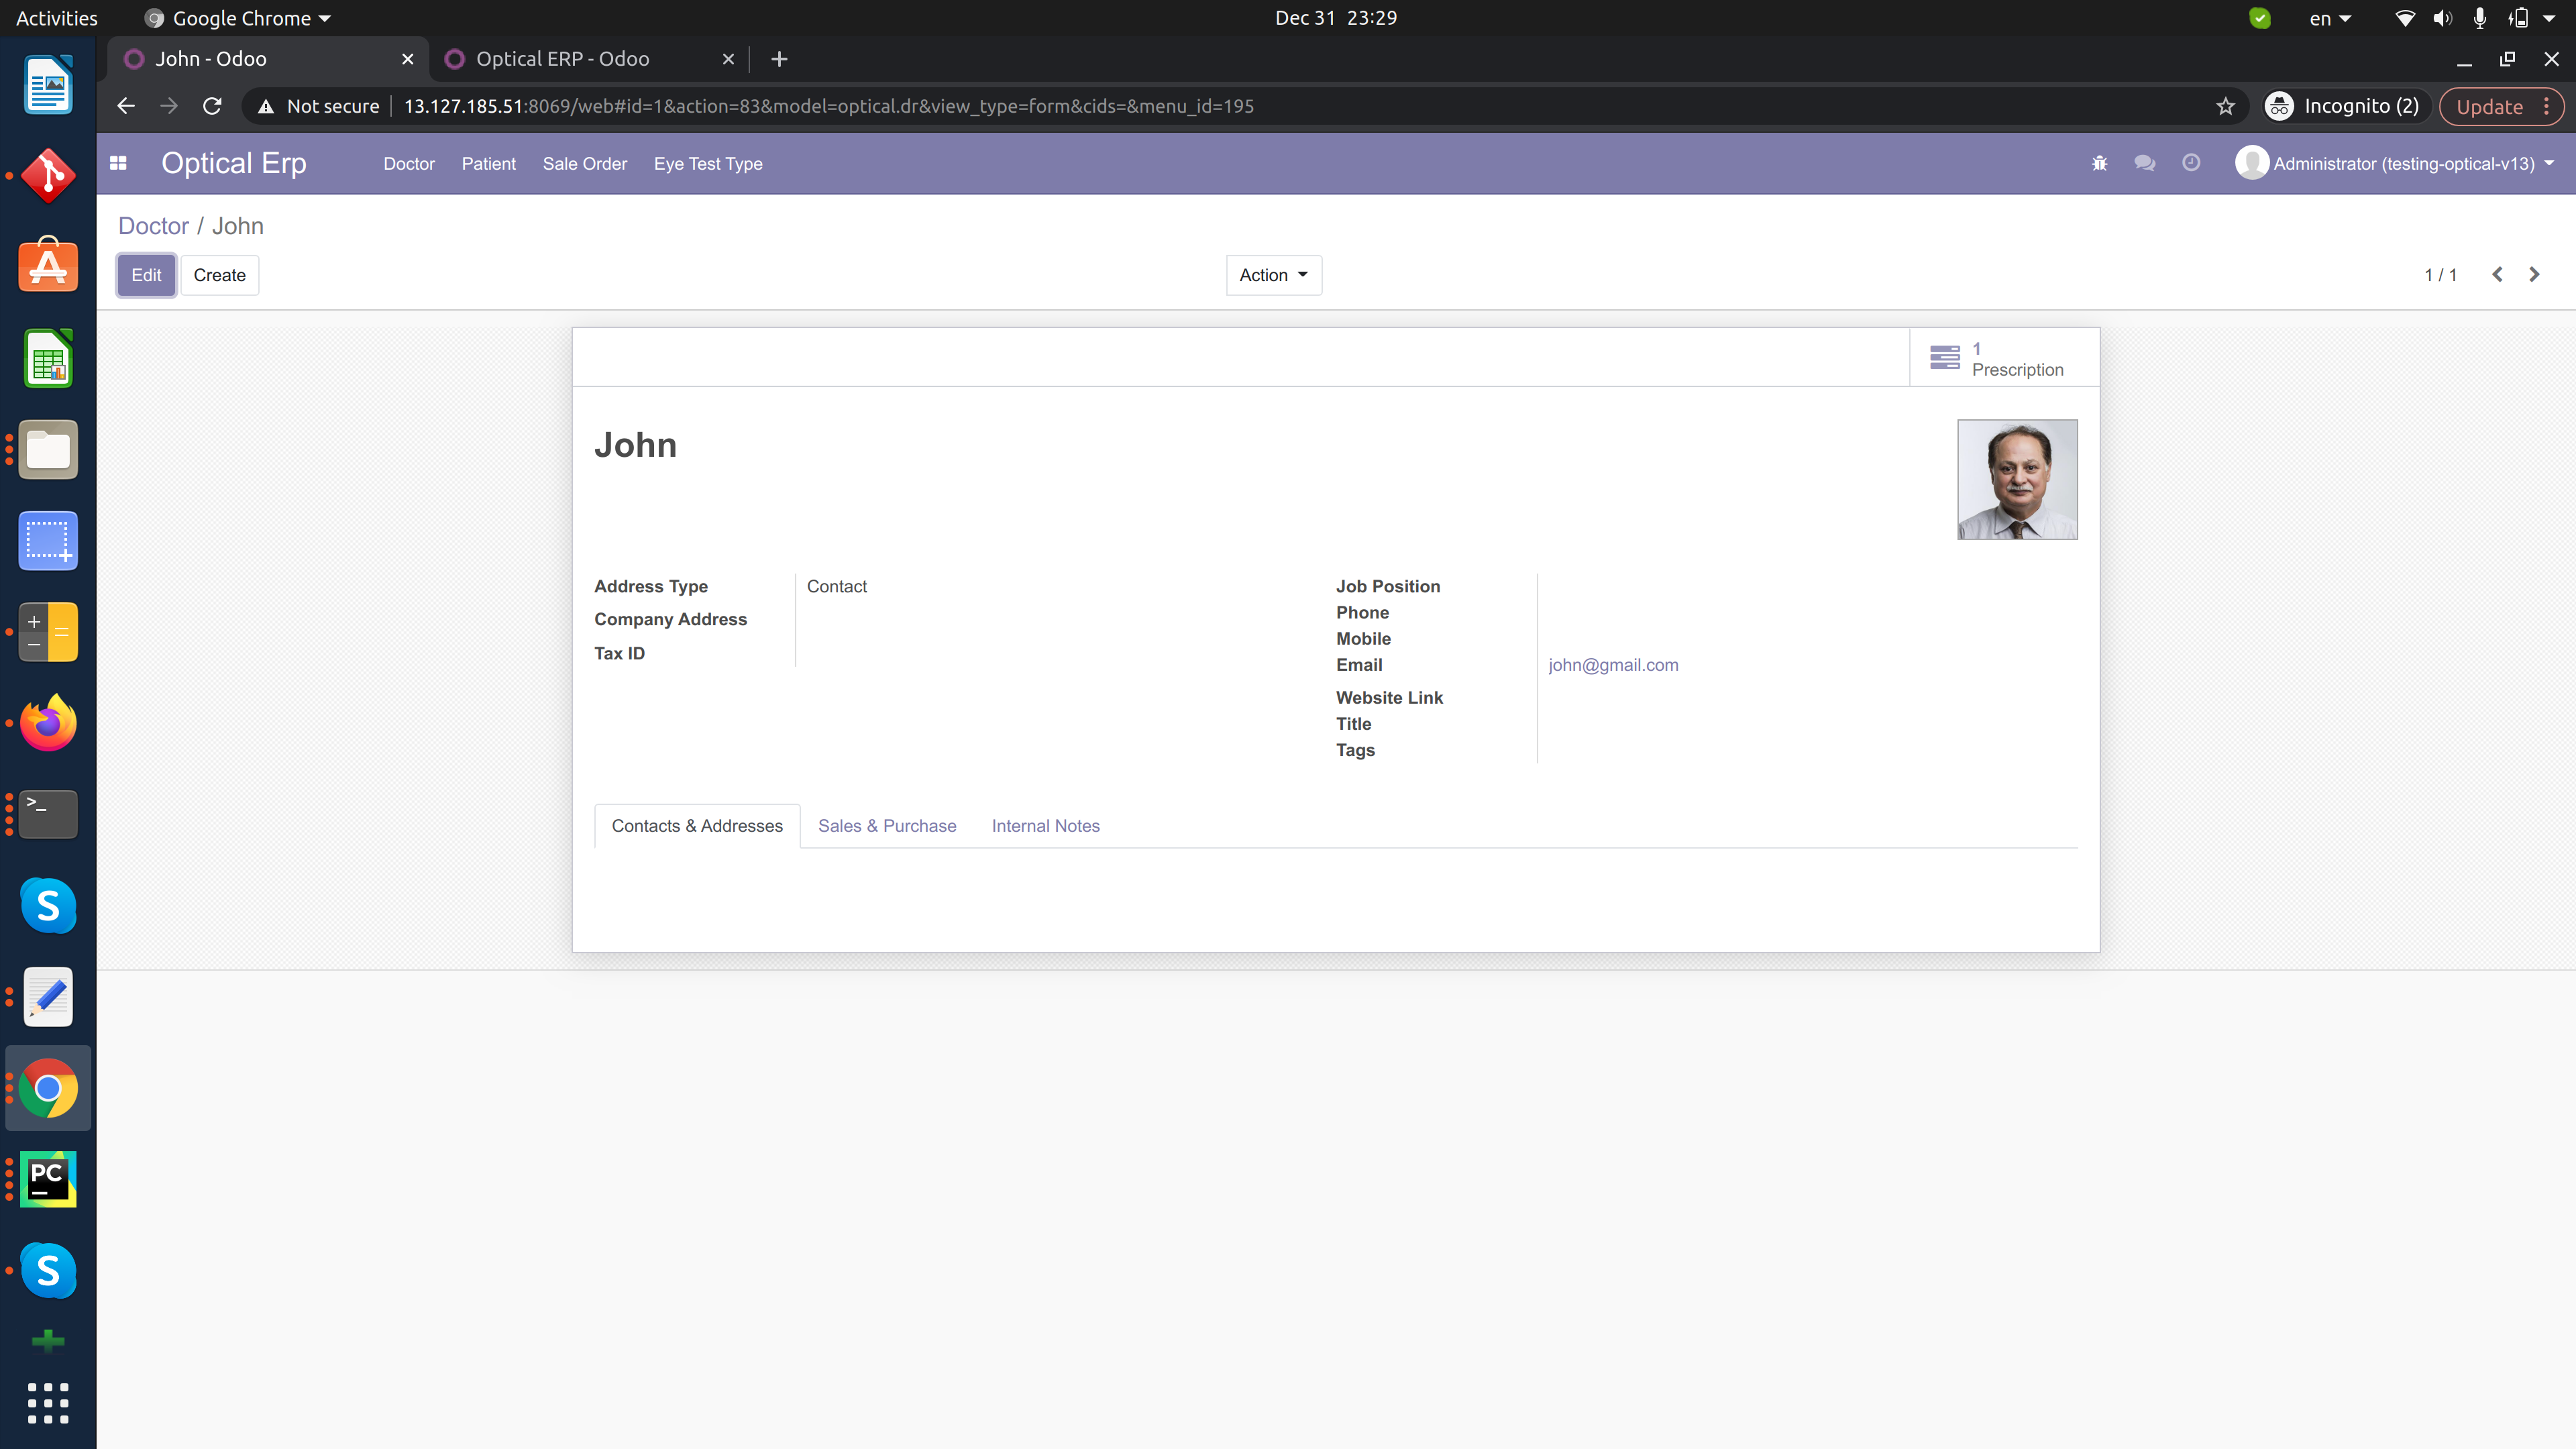 Activities Google Chrome Dec 31 23:29 en
John - Odoo Optical ERP - Odoo
Not secure 13.127.185.51:8069/web#id=1&action=83&model=optical.dr&view_type=form&cids=&menu_id=195 Incognito (2) Update
Optical Erp Doctor Patient Sale Order Eye Test Type Administrator (testing-optical-v13)
Doctor / John
Edit Create Action 1 / 1
1
Prescription
John
Address Type Contact
Company Address
Tax ID
Job Position
Phone
Mobile
Email john@gmail.com
Website Link
Title
Tags
Contacts & Addresses Sales & Purchase Internal Notes
>_
S
PC
S